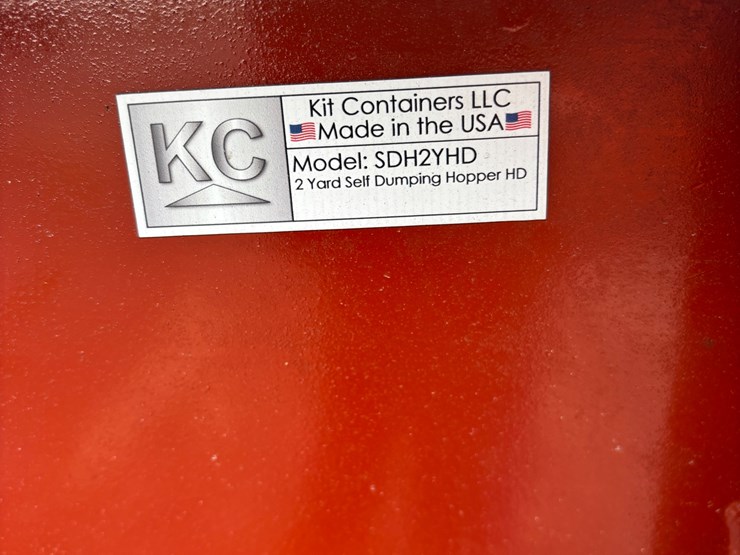 KC
Kit Containers LLC
Made in the USA
Model: SDH2YHD
2 Yard Self Dumping Hopper HD